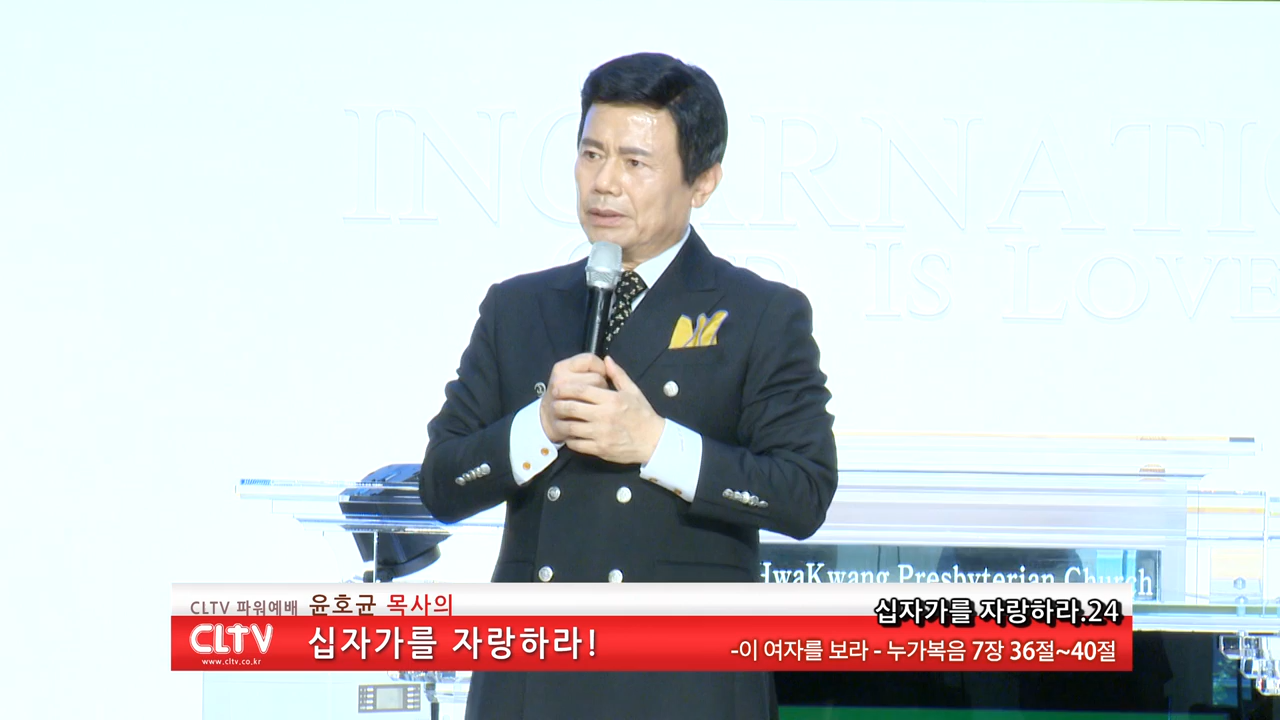 INCARNATIO
IS LOVE
HwaKwang Presbyterian Church
CLTV 파워예배 윤호균 목사의
십자가를 자랑하라.24
CLTV
www.cltv.co.kr
십자가를 자랑하라!
-이 여자를 보라 - 누가복음 7장 36절~40절